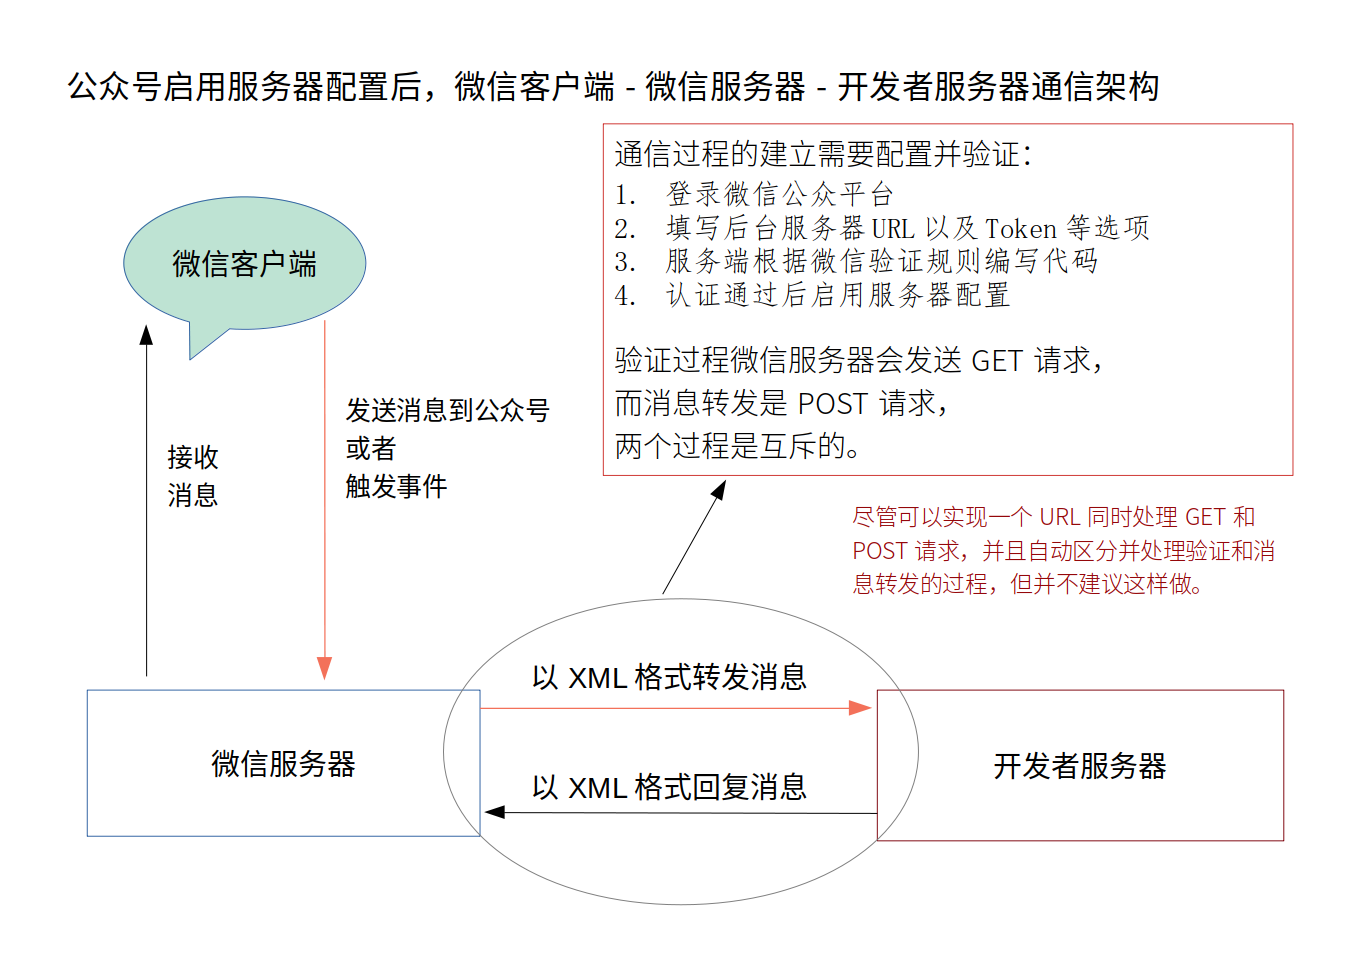 公众号启用服务器配置后，微信客户端 - 微信服务器 - 开发者服务器通信架构
通信过程的建立需要配置并验证：
1. 登录微信公众平台
2. 填写后台服务器 URL 以及 Token 等选项
3. 服务端根据微信验证规则编写代码
4. 认证通过后启用服务器配置
验证过程微信服务器会发送 GET 请求，
而消息转发是 POST 请求，
两个过程是互斥的。
微信客户端
发送消息到公众号
或者
触发事件
接收
消息
尽管可以实现一个 URL 同时处理 GET 和
POST 请求，并且自动区分并处理验证和消
息转发的过程，但并不建议这样做。
以 XML 格式转发消息
微信服务器
开发者服务器
以 XML 格式回复消息